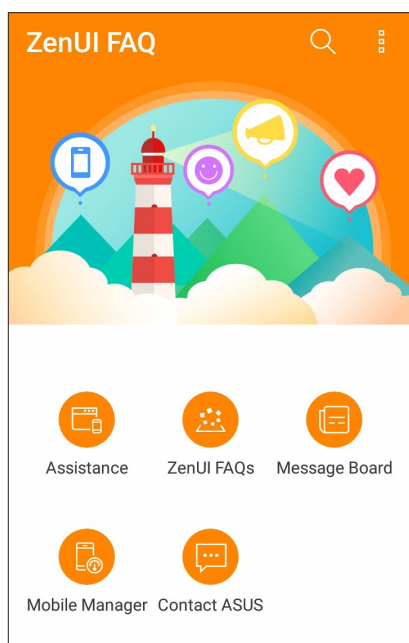 ZenUI FAQ
Assistance ZenUI FAQs Message Board
Mobile Manager Contact ASUS